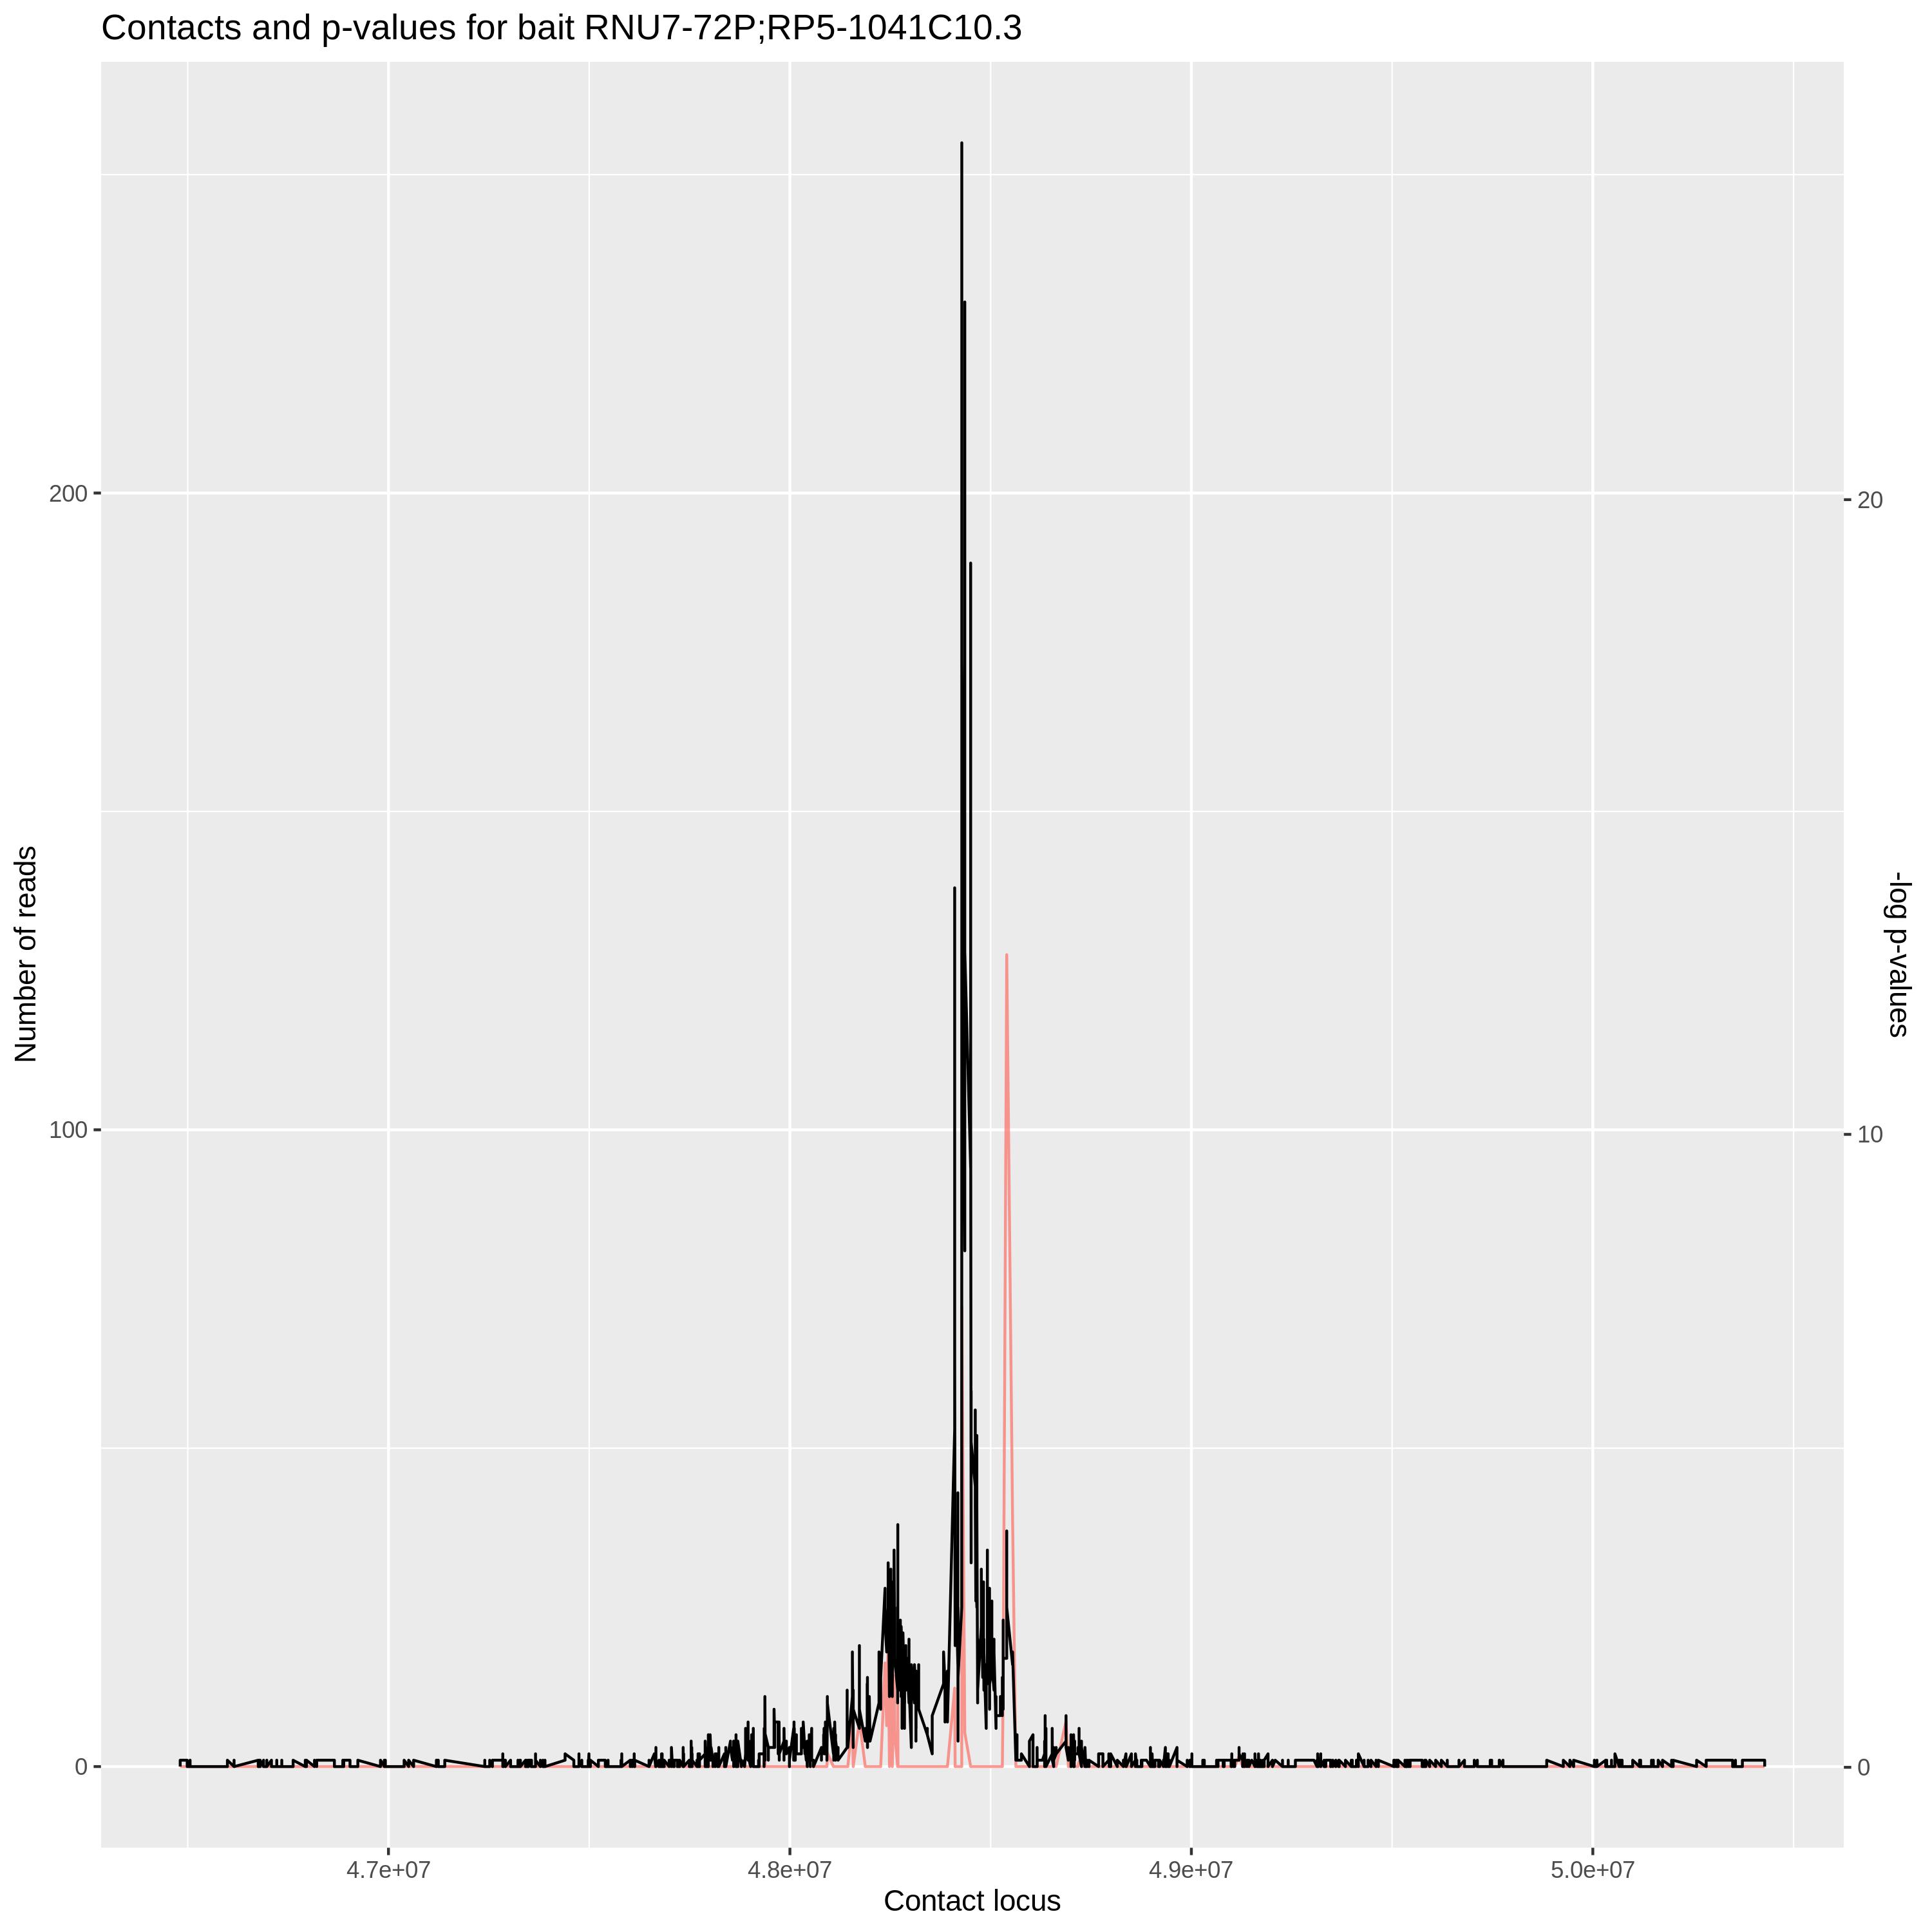 Contacts and p-values for bait RNU7-72P;RP5-1041C10.3
Number of reads
200
100
0
20
10
0
-log p-values
4.7e+07
4.8e+07
4.9e+07
5.0e+07
Contact locus